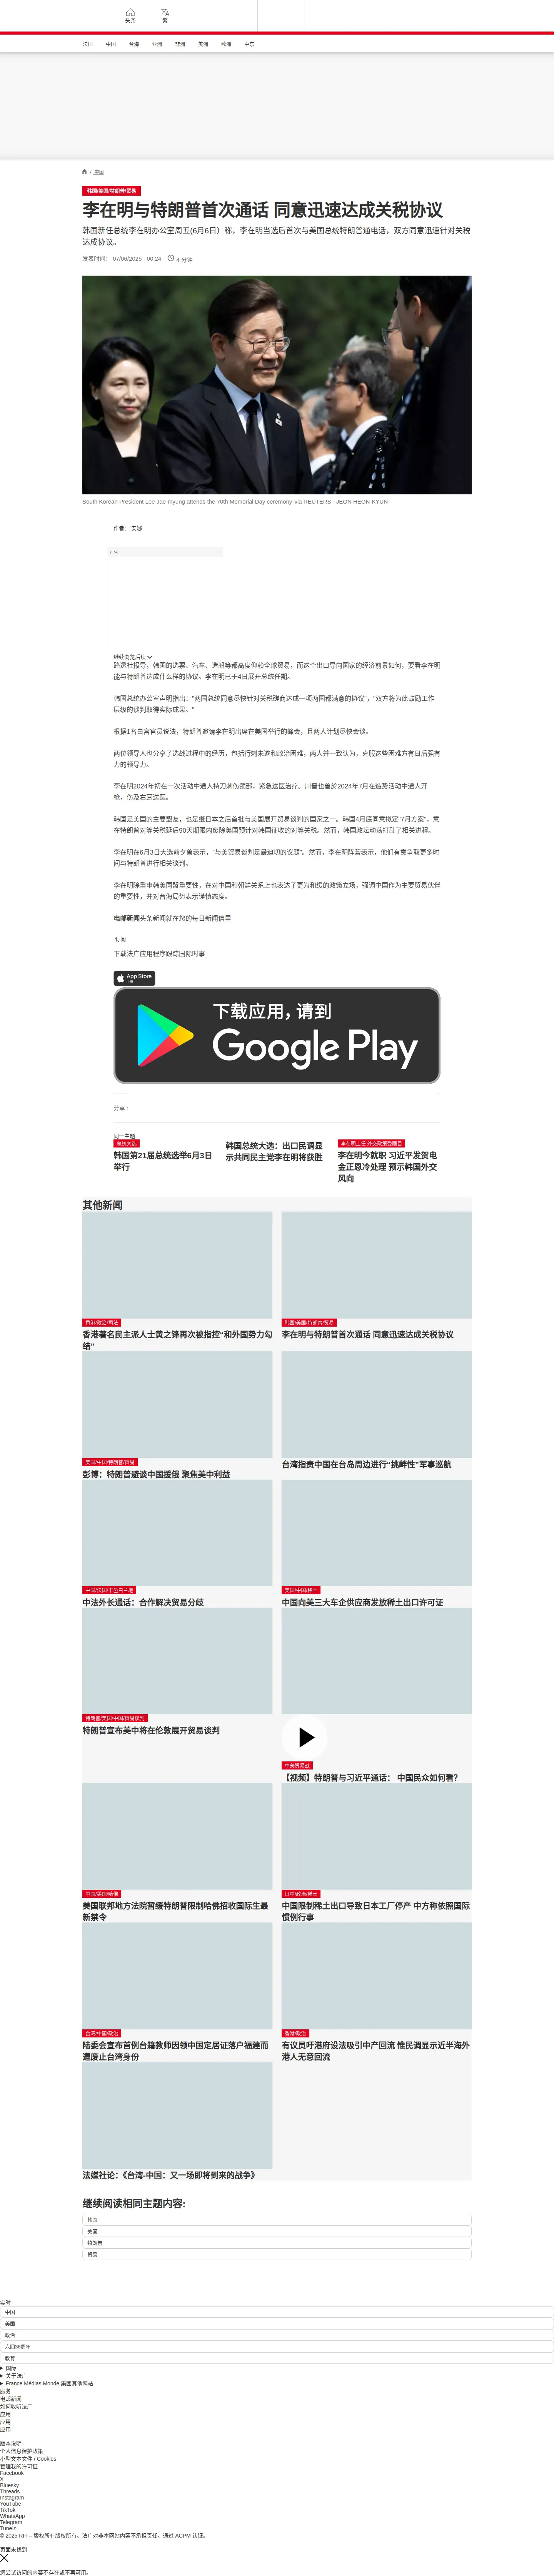 头条
繁
法国 中国 台海 亚洲 非洲 美洲 欧洲 中东
/ 中国
韩国/美国/特朗普/贸易
李在明与特朗普首次通话 同意迅速达成关税协议
韩国新任总统李在明办公室周五(6月6日）称，李在明当选后首次与美国总统特朗普通电话，双方同意迅速针对关税
达成协议。
发表时间： 07/06/2025 - 00:24 4 分钟
South Korean President Lee Jae-myung attends the 70th Memorial Day ceremony via REUTERS - JEON HEON-KYUN
作者： 安娜
广告
继续浏览后续
路透社报导，韩国的选票、汽车、造船等都高度仰赖全球贸易，而这个出口导向国家的经济前景如何，要看李在明
能与特朗普达成什么样的协议。李在明已于4日展开总统任期。
韩国总统办公室声明指出："两国总统同意尽快针对关税磋商达成一项两国都满意的协议"，"双方将为此鼓励工作
层级的谈判取得实际成果。"
根据1名白宫官员说法，特朗普邀请李在明出席在美国举行的峰会，且两人计划尽快会谈。
两位领导人也分享了选战过程中的经历，包括行刺未遂和政治困难，两人并一致认为，克服这些困难方有日后强有
力的领导力。
李在明2024年初在一次活动中遭人持刀刺伤颈部，紧急送医治疗。川普也曾於2024年7月在造势活动中遭人开
枪，伤及右耳送医。
韩国是美国的主要盟友，也是继日本之后首批与美国展开贸易谈判的国家之一。韩国4月底同意拟定"7月方案"，意
在特朗普对等关税延后90天期限内废除美国预计对韩国征收的对等关税。然而，韩国政坛动荡打乱了相关进程。
李在明在6月3日大选前夕曾表示，"与美贸易谈判是最迫切的议题"。然而，李在明阵营表示，他们有意争取更多时
间与特朗普进行相关谈判。
李在明除重申韩美同盟重要性，在对中国和朝鲜关系上也表达了更为和缓的政策立场，强调中国作为主要贸易伙伴
的重要性，并对台海局势表示谨慎态度。
电邮新闻头条新闻就在您的每日新闻信里
订阅
下载法广应用程序跟踪国际时事
App Store
下载
下载应用，请到
Google Play
分享 :
同一主题
总统大选
韩国第21届总统选举6月3日
举行
韩国总统大选：出口民调显
示共同民主党李在明将获胜
李在明上任 外交政策受瞩目
李在明今就职 习近平发贺电
金正恩冷处理 预示韩国外交
风向
其他新闻
香港/政治/司法
香港著名民主派人士黄之锋再次被指控“和外国势力勾
结”
韩国/美国/特朗普/贸易
李在明与特朗普首次通话 同意迅速达成关税协议
美国/中国/特朗普/贸易
彭博：特朗普避谈中国援俄 聚焦美中利益
台湾指责中国在台岛周边进行“挑衅性”军事巡航
中国/法国/干邑白兰地
中法外长通话：合作解决贸易分歧
美国/中国/稀土
中国向美三大车企供应商发放稀土出口许可证
特朗普/美国/中国/贸易谈判
特朗普宣布美中将在伦敦展开贸易谈判
中美贸易战
【视频】特朗普与习近平通话： 中国民众如何看?
中国/美国/哈佛
美国联邦地方法院暂缓特朗普限制哈佛招收国际生最
新禁令
日中/政治/稀土
中国限制稀土出口导致日本工厂停产 中方称依照国际
惯例行事
台湾/中国/政治
陆委会宣布首例台籍教师因领中国定居证落户福建而
遭废止台湾身份
香港/政治
有议员吁港府设法吸引中产回流 惟民调显示近半海外
港人无意回流
法媒社论：《台湾-中国：又一场即将到来的战争》
继续阅读相同主题内容:
韩国
美国
特朗普
贸易
实时
中国
美国
政治
六四36周年
教育
国际
关于法广
France Médias Monde 集团其他网站
服务
电邮新闻
如何收听法广
应用
应用
应用
版本说明
个人信息保护政策
小型文本文件 / Cookies
管理我的许可证
Facebook
X
Bluesky
Threads
Instagram
YouTube
TikTok
WhatsApp
Telegram
TuneIn
© 2025 RFI – 版权所有版权所有。法广对非本网站内容不承担责任。通过 ACPM 认证。
页面未找到
您尝试访问的内容不存在或不再可用。